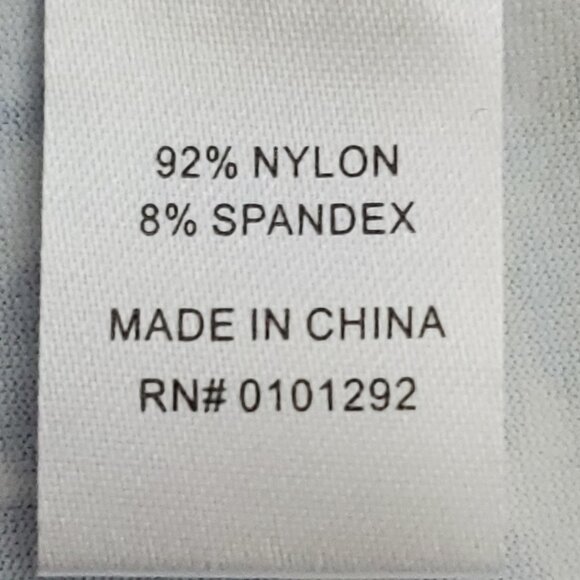 92% NYLON
8% SPANDEX
MADE IN CHINA
RN# 0101292